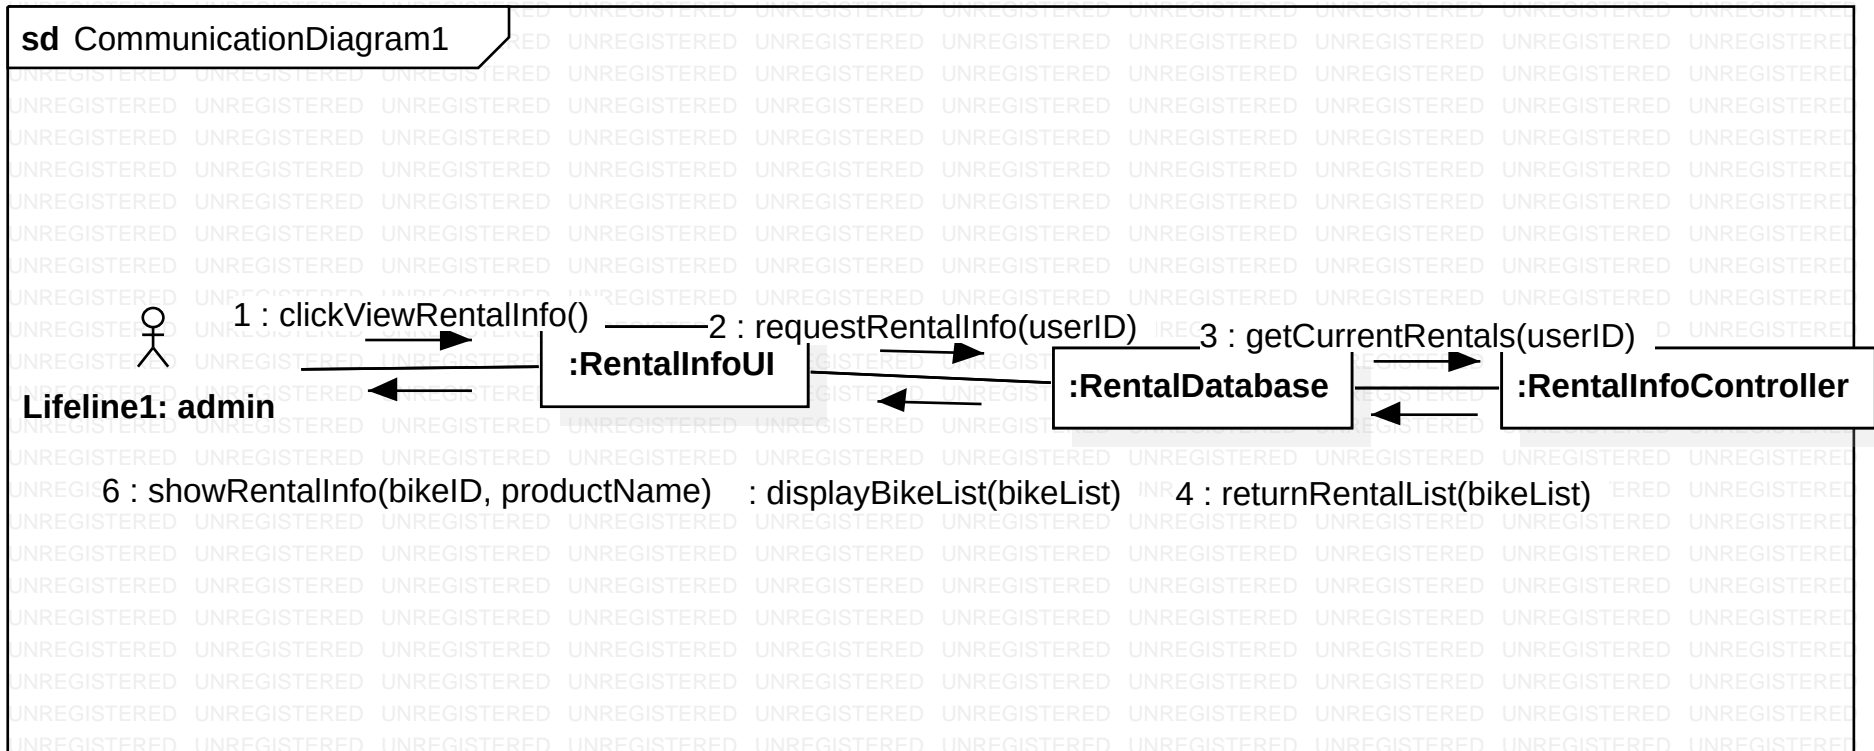 sd CommunicationDiagram1
1 : clickViewRentalInfo()
2 : requestRentalInfo(userID)
3 : getCurrentRentals(userID)
:RentalInfoUI
:RentalDatabase
:RentalInfoController
Lifeline1: admin
6 : showRentalInfo(bikeID, productName)
: displayBikeList(bikeList)
4 : returnRentalList(bikeList)
UNREGISTERED